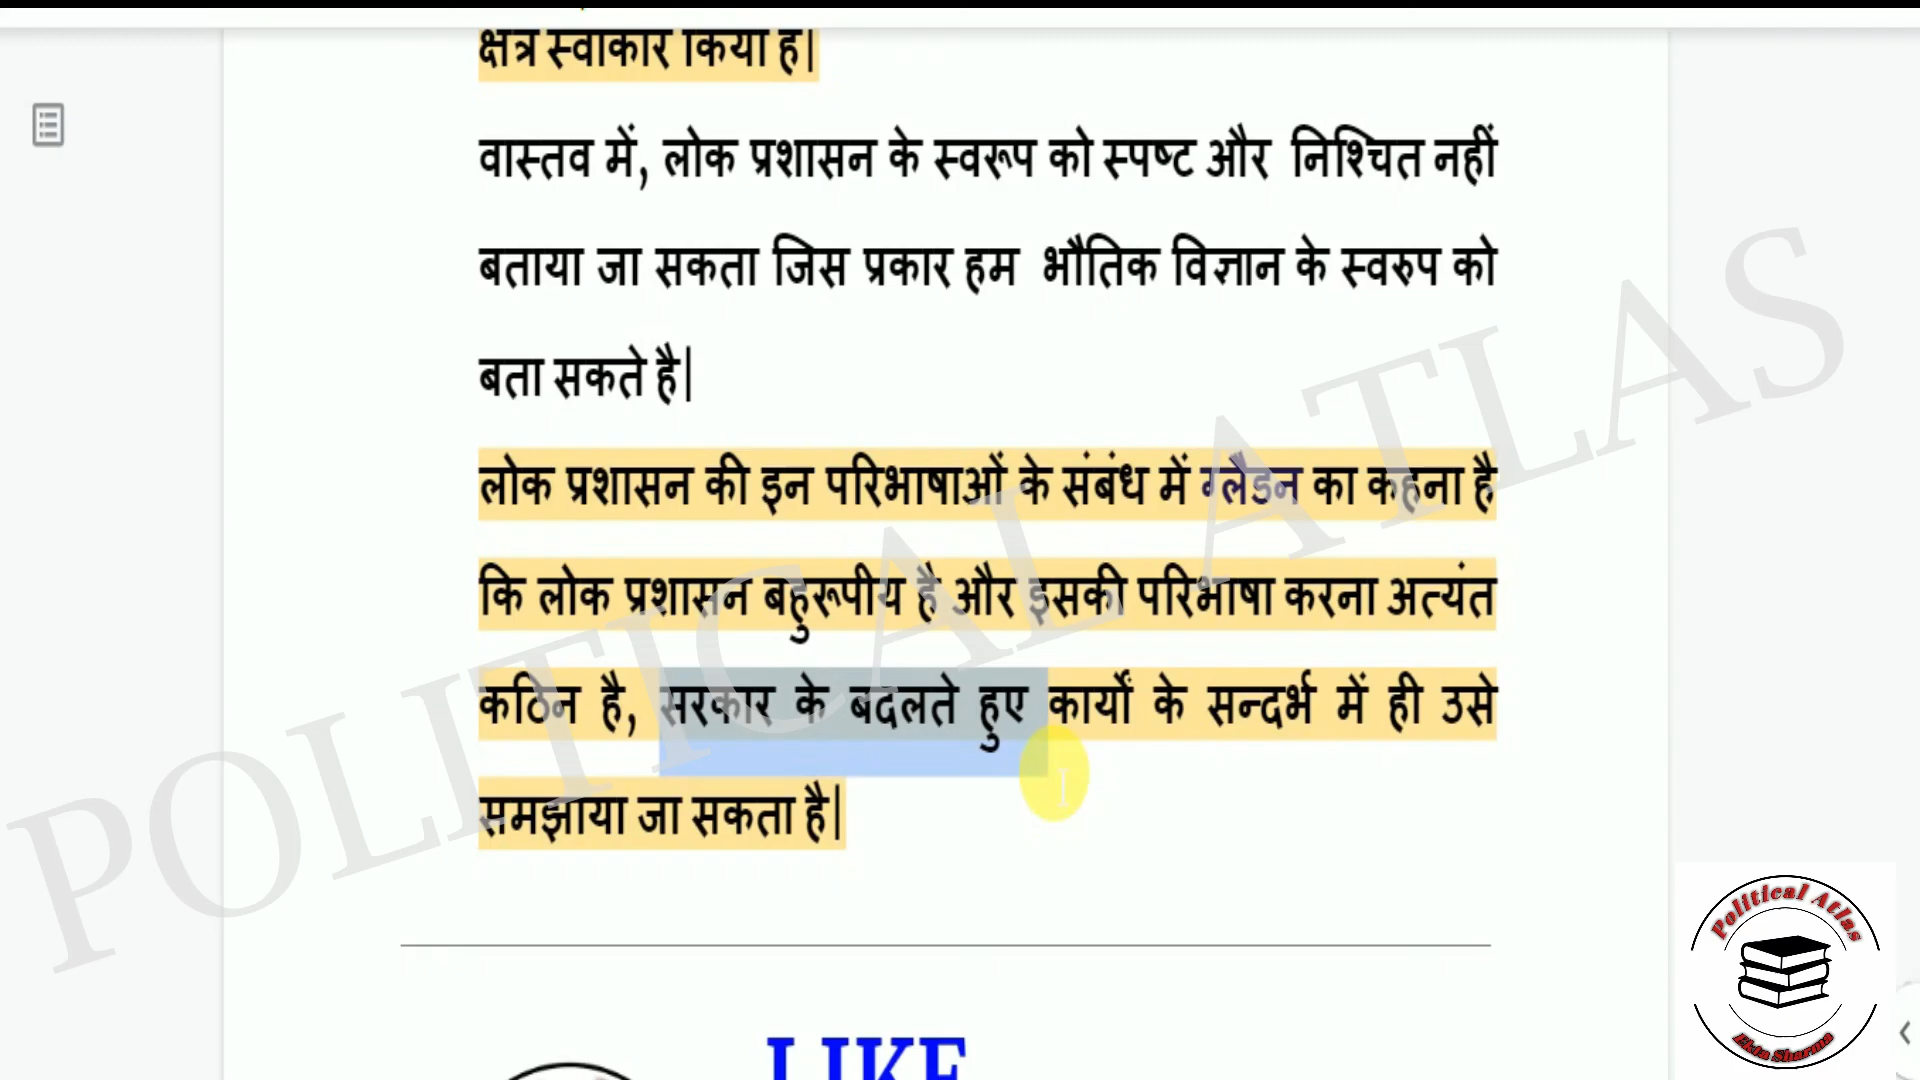 क्षेत्र स्वीकार किया है|
वास्तव में, लोक प्रशासन के स्वरूप को स्पष्ट और निश्चित नहीं
बताया जा सकता जिस प्रकार हम भौतिक विज्ञान के स्वरुप को
बता सकते है|
लोक प्रशासन की इन परिभाषाओं के संबंध में ग्लैडन का कहना है
कि लोक प्रशासन बहुरूपीय है और इसकी परिभाषा करना अत्यंत
कठिन है, सरकार के बदलते हुए कार्यों के सन्दर्भ में ही उसे
समझाया जा सकता है|
POLITICAL ATLAS
Political Atlas
Ekta Sharma
LIKE